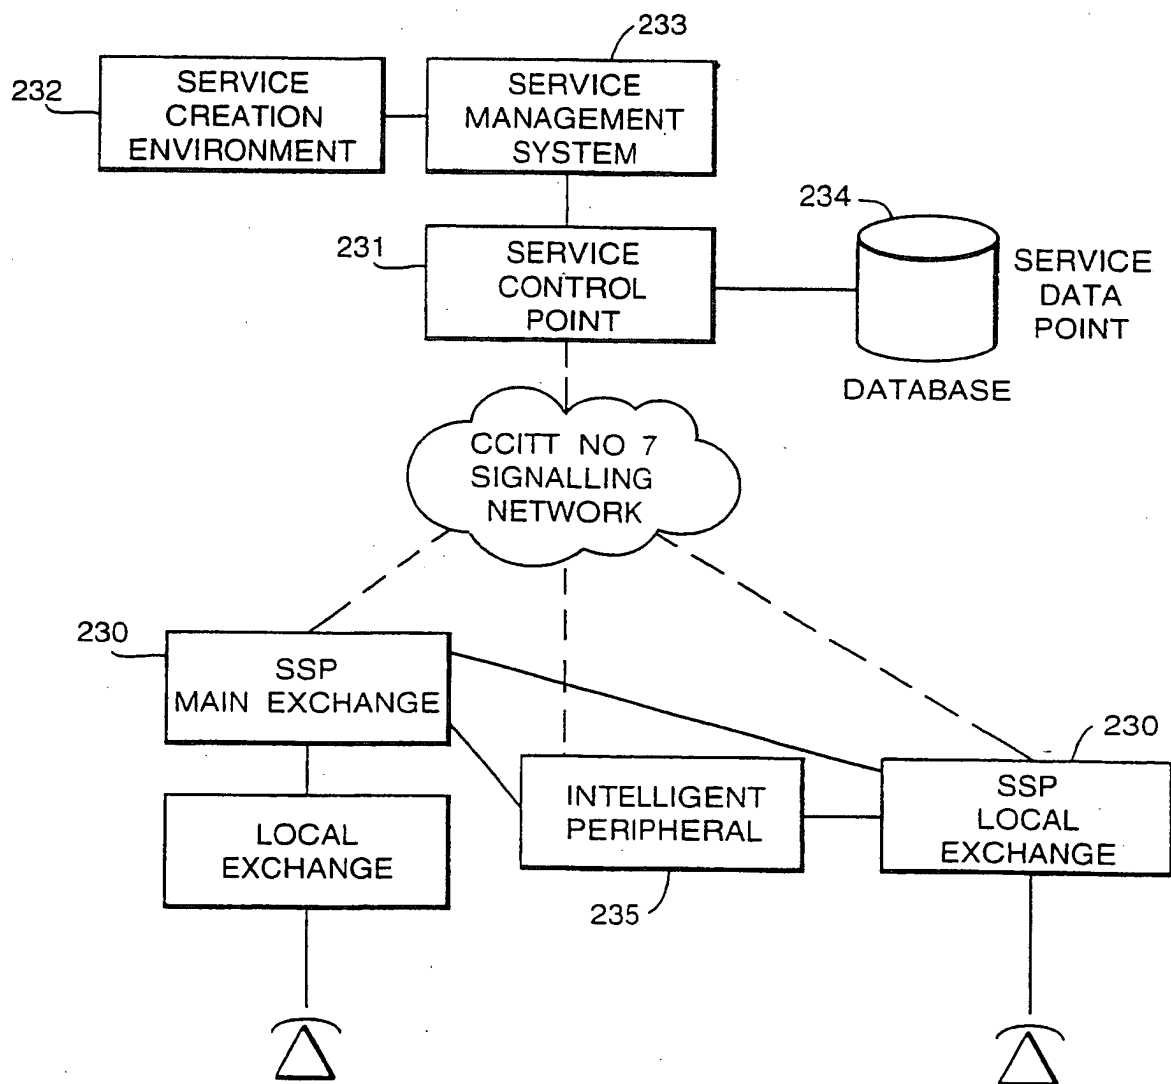 233
232
SERVICE
CREATION
ENVIRONMENT
SERVICE
MANAGEMENT
SYSTEM
234
231
SERVICE
CONTROL
POINT
SERVICE
DATA
POINT
DATABASE
CCITT NO 7
SIGNALLING
NETWORK
230
SSP
MAIN EXCHANGE
230
INTELLIGENT
PERIPHERAL
SSP
LOCAL
EXCHANGE
LOCAL
EXCHANGE
235